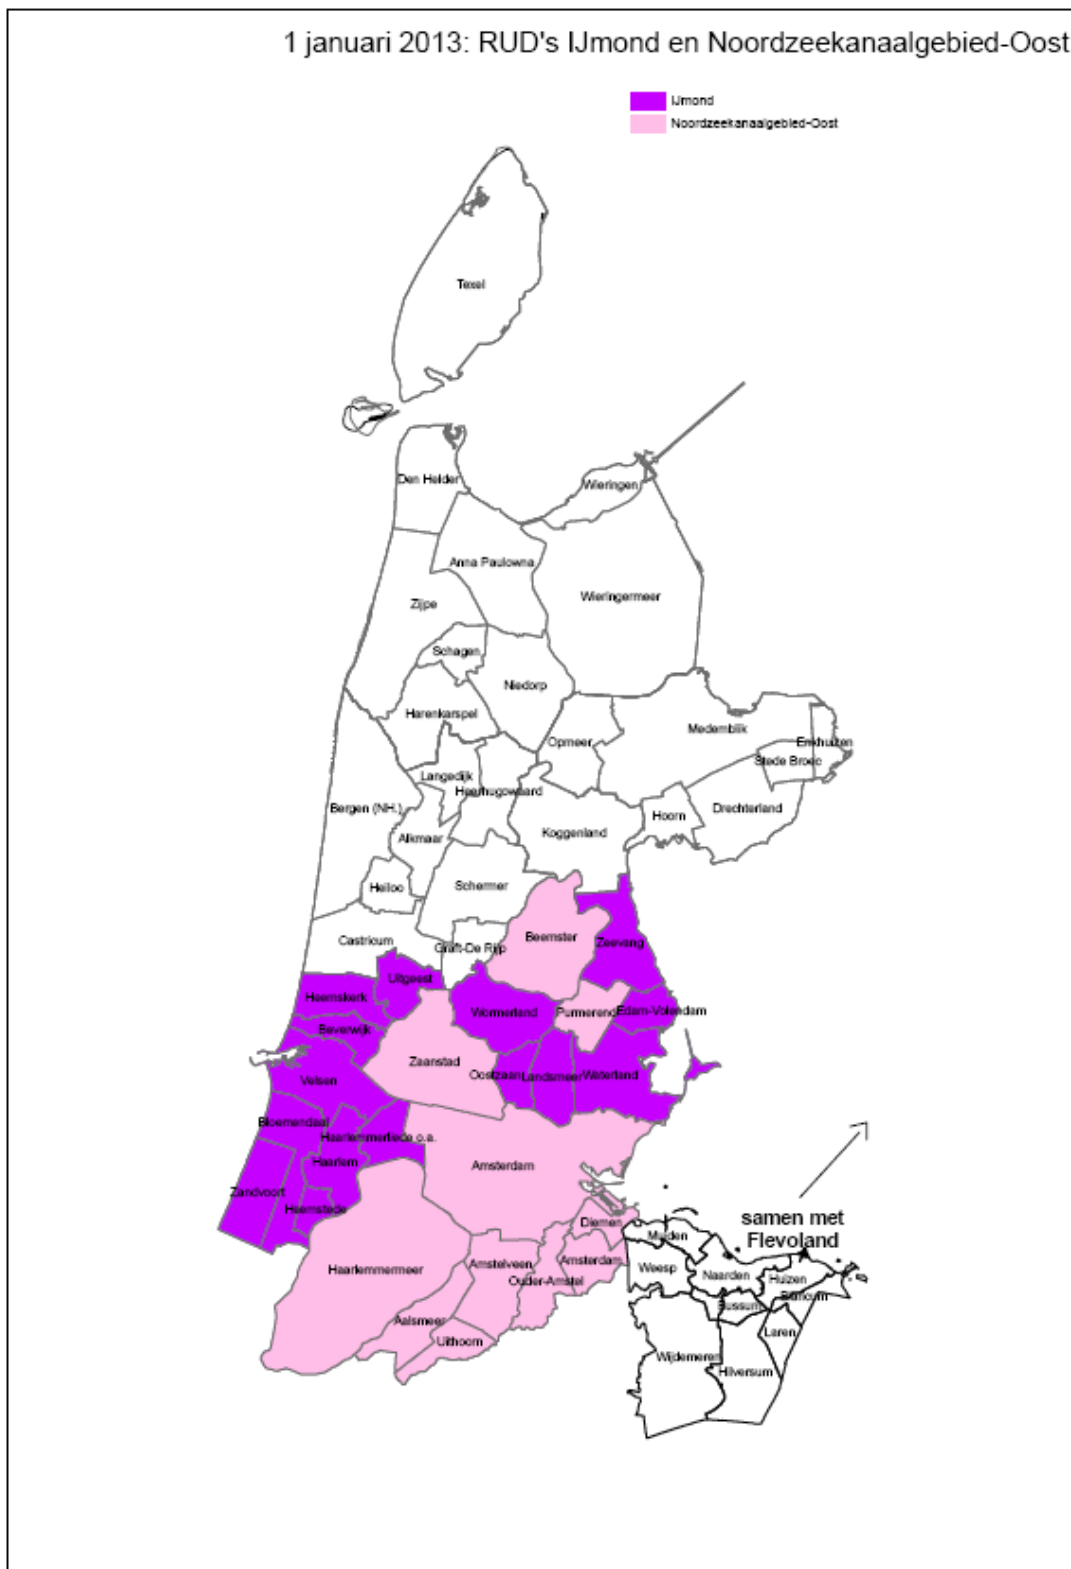 1 januari 2013: RUD's IJmond en Noordzeekanaalgebied-Oost
IJmond
Noordzeekanaalgebied-Oost
Texel
Den Helder
Wieringen
Anna Paulowna
Wieringermeer
Zijpe
Schagen
Niedorp
Harenkarspel
Medemblik
Opmeer
Enkhuizen
Stede Broec
Langedijk
Heerhugowaard
Bergen (NH.)
Hoorn
Drechterland
Alkmaar
Koggenland
Heiloo
Schermer
Castricum
Graft-De Rijp
Beemster
Zeevang
Uitgeest
Heemskerk
Wormerland
Purmerend
Edam-Volendam
Beverwijk
Zaanstad
Oostzaan
Landsmeer
Waterland
Velsen
Bloemendaal
Haarlemmerliede c.a.
Haarlem
Amsterdam
Zandvoort
Heemstede
Diemen
samen met
Flevoland
Muiden
Haarlemmermeer
Amstelveen
Amsterdam
Ouder-Amstel
Weesp
Naarden
Huizen
Blaricum
Bussum
Aalsmeer
Uithoorn
Laren
Wijdemeren
Hilversum